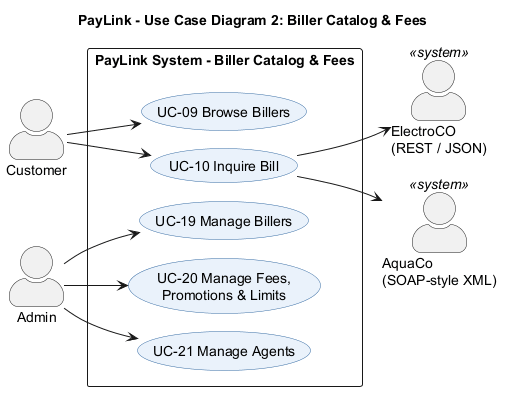 PayLink - Use Case Diagram 2: Biller Catalog & Fees
PayLink System - Biller Catalog & Fees
«system»
UC-09 Browse Billers
ElectroCO
(REST / JSON)
Customer
UC-10 Inquire Bill
«system»
UC-19 Manage Billers
AquaCo
(SOAP-style XML)
UC-20 Manage Fees,
Promotions & Limits
Admin
UC-21 Manage Agents